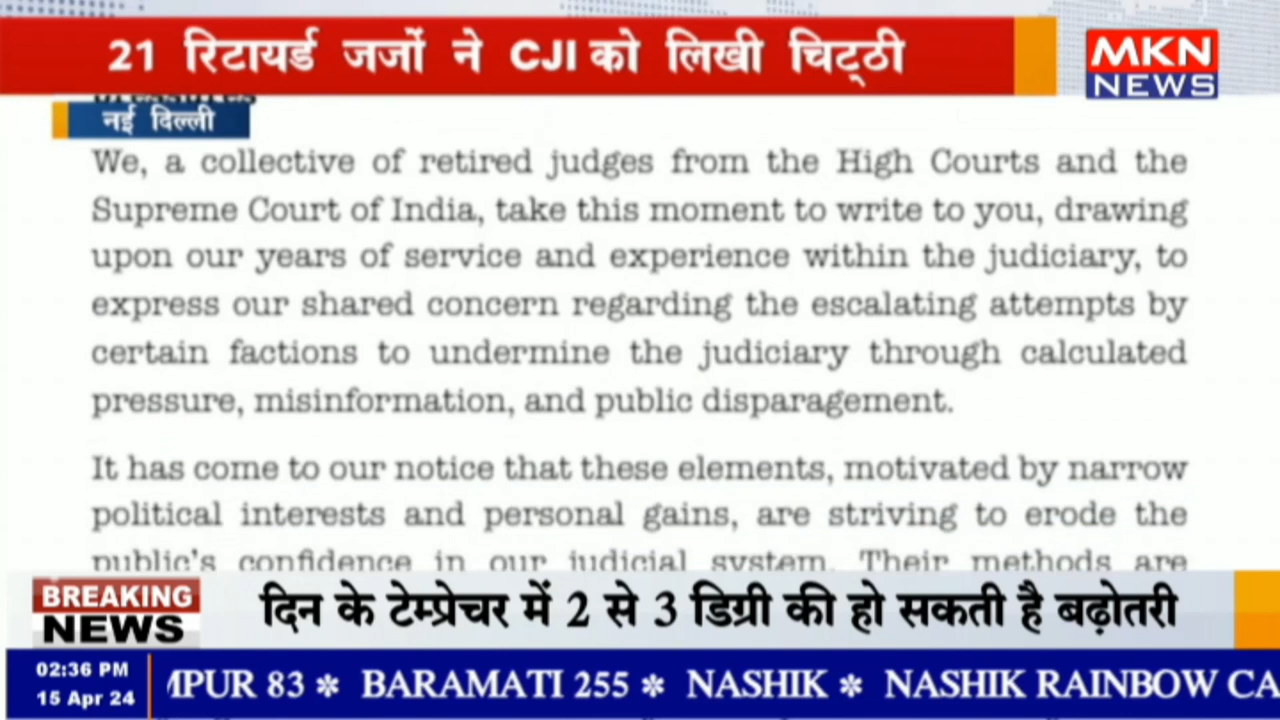 21 रिटायर्ड जजों ने CJI को लिखी चिट्ठी
MKN
NEWS
नई दिल्ली
We, a collective of retired judges from the High Courts and the
Supreme Court of India, take this moment to write to you, drawing
upon our years of service and experience within the judiciary, to
express our shared concern regarding the escalating attempts by
certain factions to undermine the judiciary through calculated
pressure, misinformation, and public disparagement.
It has come to our notice that these elements, motivated by narrow
political interests and personal gains, are striving to erode the
public's confidence in our judicial system. Their methods are
BREAKING
NEWS
दिन के टेम्प्रेचर में 2 से 3 डिग्री की हो सकती है बढ़ोतरी
02:36 PM
15 Apr 24
MPUR 83 * BARAMATI 255 * NASHIK * NASHIK RAINBOW CA